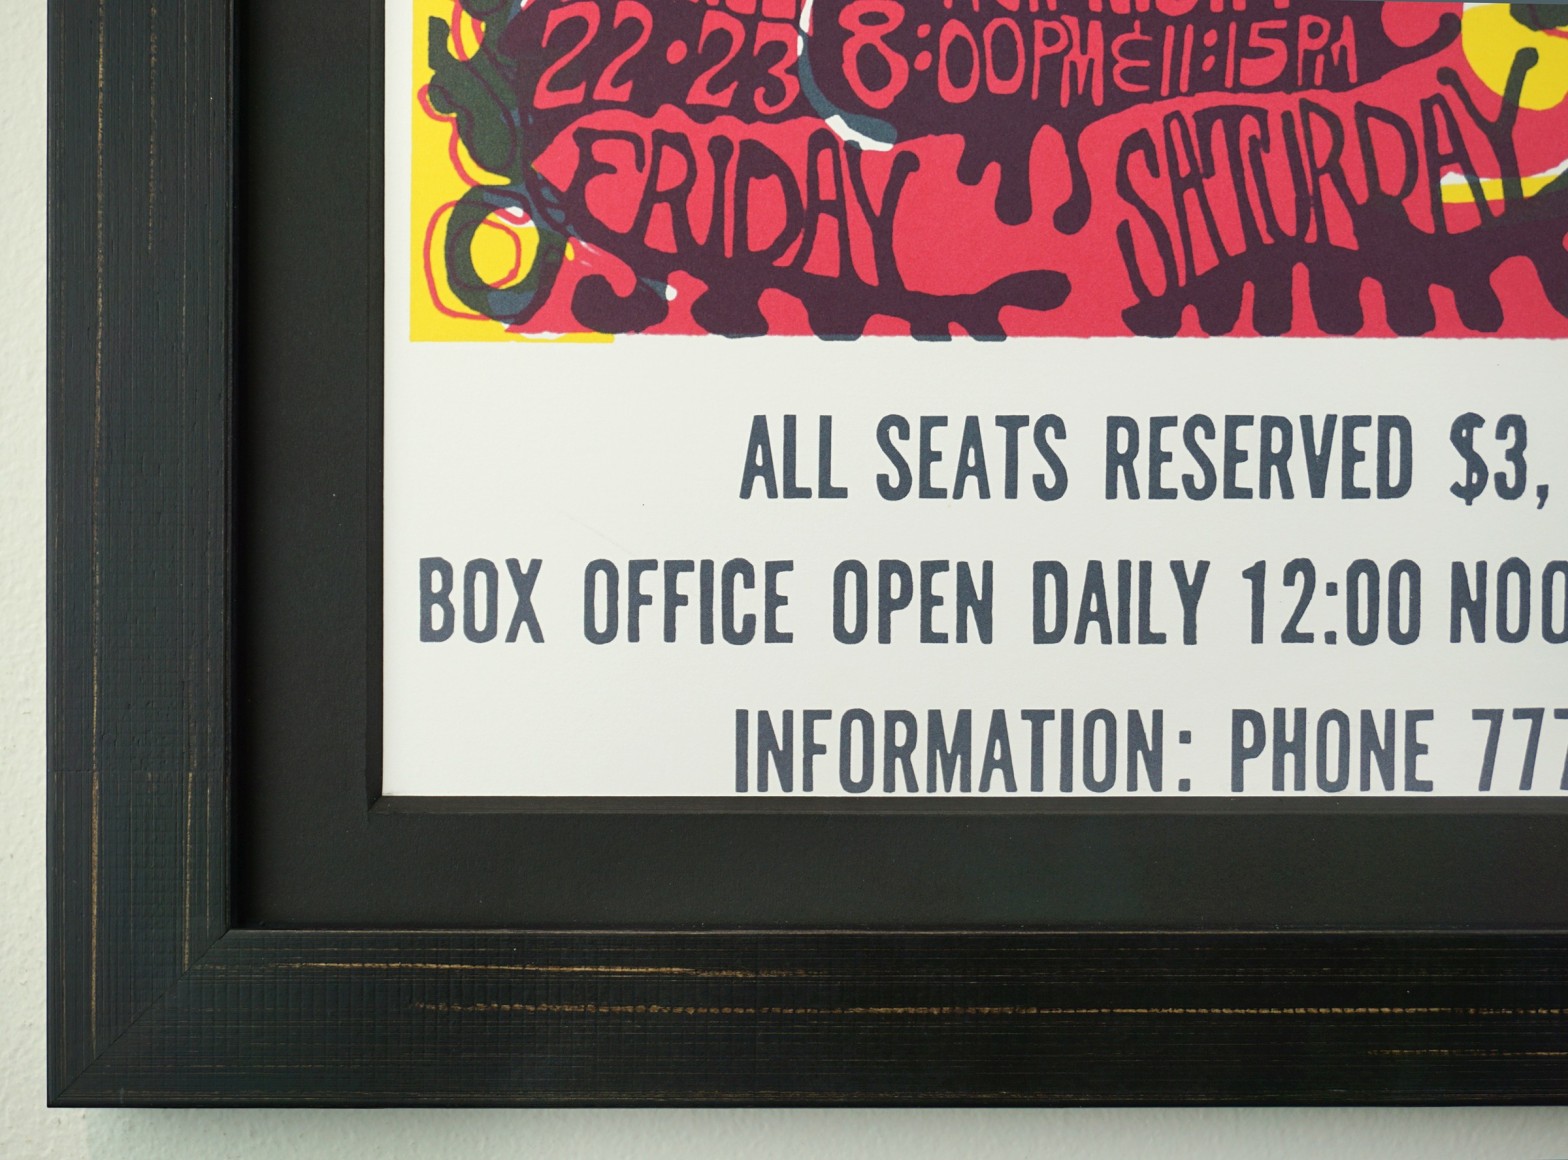 22·23 8:00PM&11:15PM
FRIDAY SATURDAY
ALL SEATS RESERVED $3,
BOX OFFICE OPEN DAILY 12:00 NOO
INFORMATION: PHONE 777